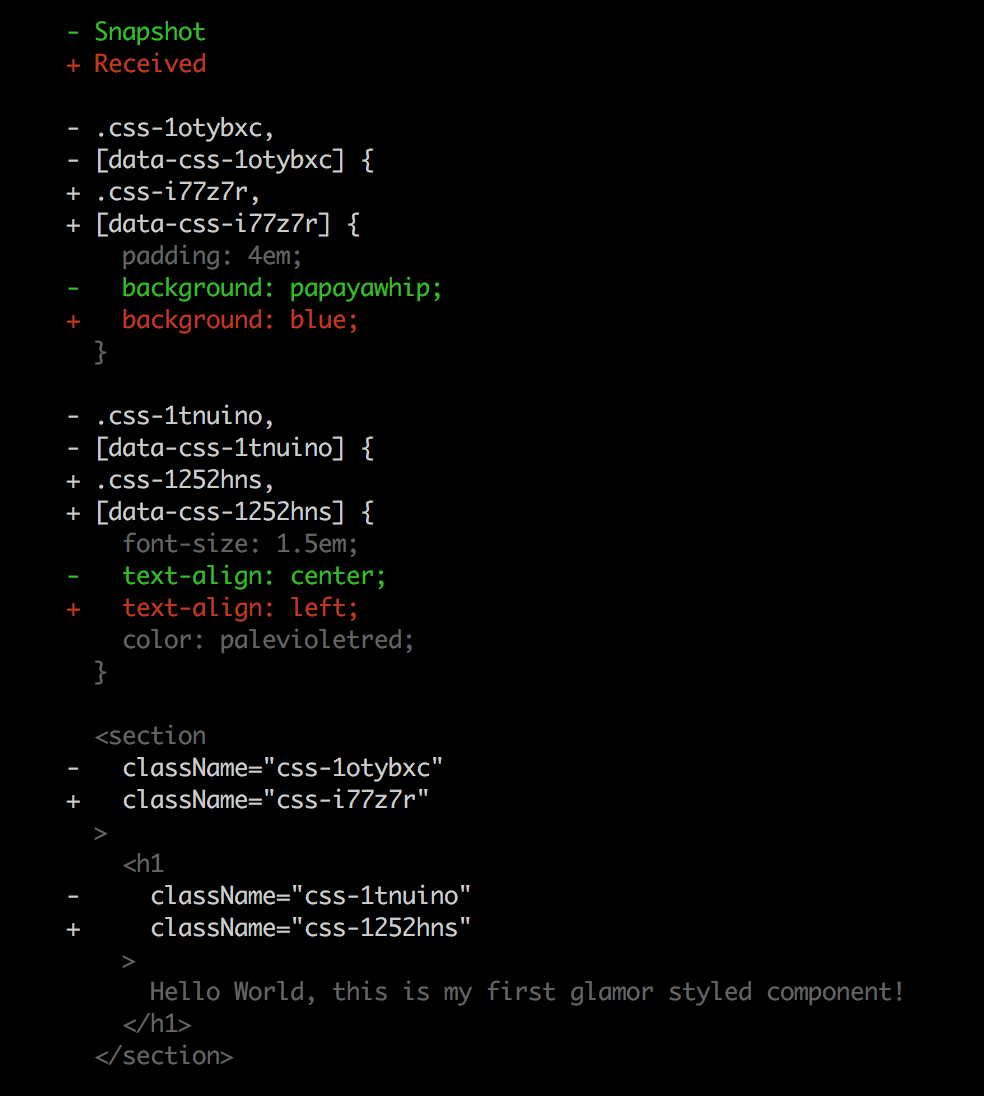 - Snapshot
+ Received

- .css-1otybxc,
- [data-css-1otybxc] {
+ .css-i77z7r,
+ [data-css-i77z7r] {
    padding: 4em;
-   background: papayawhip;
+   background: blue;
  }

- .css-1tnuino,
- [data-css-1tnuino] {
+ .css-1252hns,
+ [data-css-1252hns] {
    font-size: 1.5em;
-   text-align: center;
+   text-align: left;
    color: palevioletred;
  }

  <section
-   className="css-1otybxc"
+   className="css-i77z7r"
  >
    <h1
-     className="css-1tnuino"
+     className="css-1252hns"
    >
      Hello World, this is my first glamor styled component!
    </h1>
  </section>